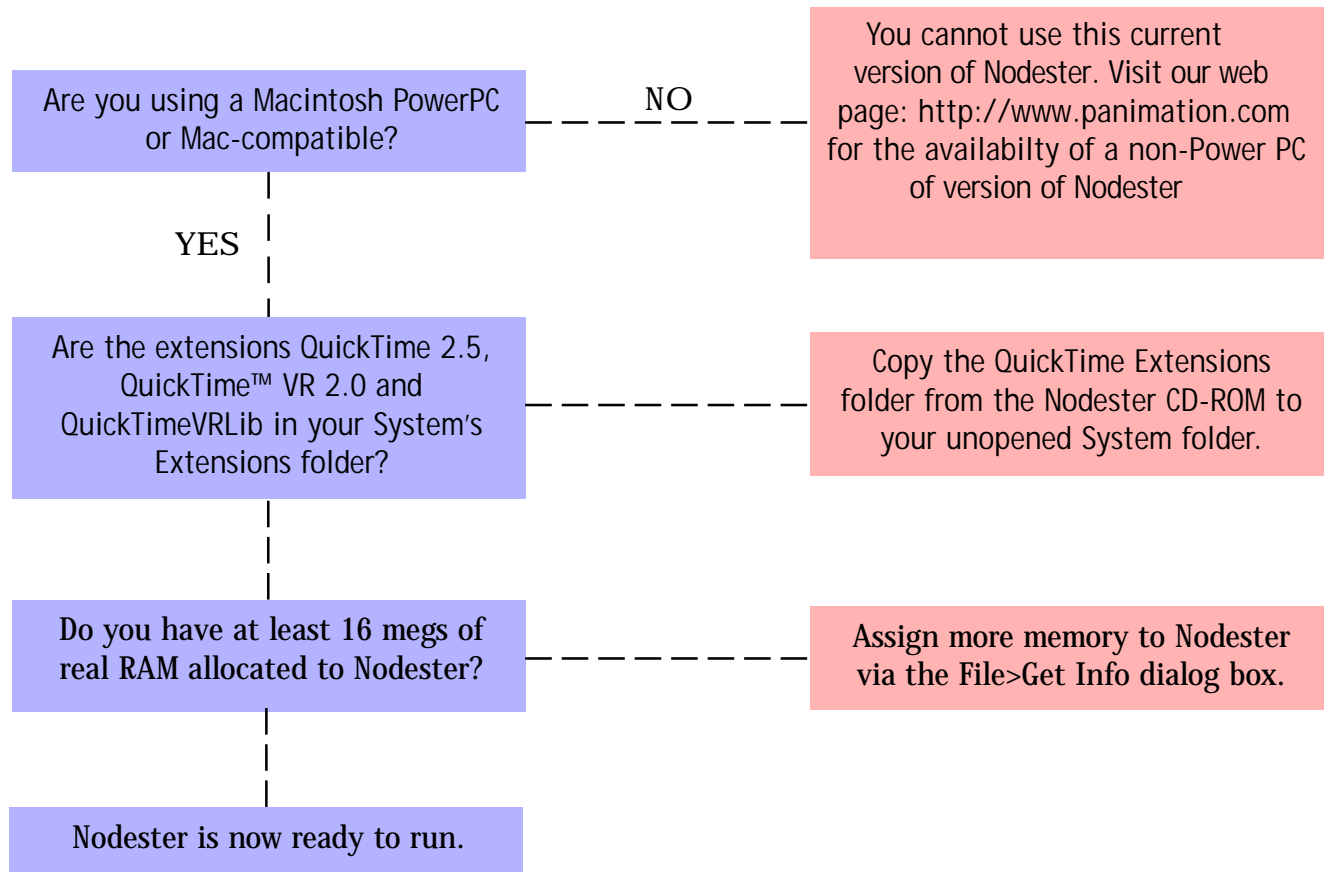 Are you using a Macintosh PowerPC
or Mac-compatible?
NO
You cannot use this current
version of Nodester. Visit our web
page: http://www.panimation.com
for the availabilty of a non-Power PC
of version of Nodester
YES
Are the extensions QuickTime 2.5,
QuickTime™ VR 2.0 and
QuickTimeVRLib in your System's
Extensions folder?
Copy the QuickTime Extensions
folder from the Nodester CD-ROM to
your unopened System folder.
Do you have at least 16 megs of
real RAM allocated to Nodester?
Assign more memory to Nodester
via the File>Get Info dialog box.
Nodester is now ready to run.